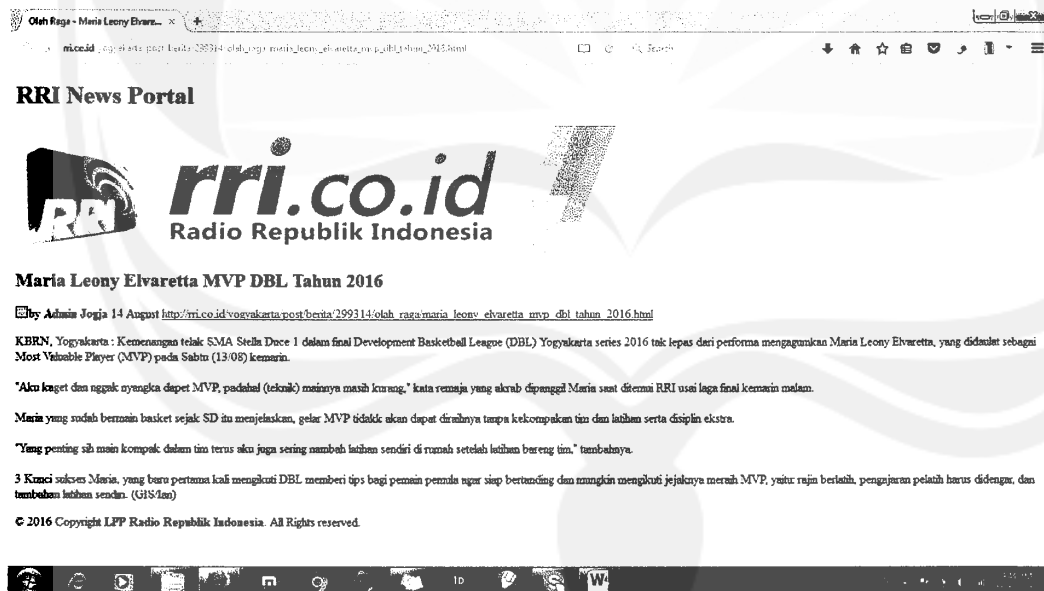 Olah Raga - Maria Leony Elvare... × +
Search
RRI News Portal
RRI
rri.co.id
Radio Republik Indonesia
Maria Leony Elvaretta MVP DBL Tahun 2016
by Admin Jogja 14 August http://rri.co.id/yogyakarta/post/berita/299314/olah_raga/maria_leony_elvaretta_mvp_dbl_tahun_2016.html
KBRN, Yogyakarta : Kemenangan telak SMA Stella Duce 1 dalam final Development Basketball League (DBL) Yogyakarta series 2016 tak lepas dari performa mengagumkan Maria Leony Elvaretta, yang didaulat sebagai
Most Valuable Player (MVP) pada Sabtu (13/08) kemarin.
"Aku kaget dan nggak nyangka dapet MVP, padahal (teknik) mainnya masih kurang," kata remaja yang akrab dipanggil Maria saat ditemui RRI usai laga final kemarin malam.
Maria yang sudah bermain basket sejak SD itu menjelaskan, gelar MVP tidakk akan dapat diraihnya tanpa kekompakan tim dan latihan serta disiplin ekstra.
"Yang penting sih main kompak dalam tim terus aku juga sering nambah latihan sendiri di rumah setelah latihan bareng tim," tambahnya.
3 Kunci sukses Maria, yang baru pertama kali mengikuti DBL memberi tips bagi pemain pemula agar siap bertanding dan mungkin mengikuti jejaknya meraih MVP, yaitu rajin berlatih, pengajaran pelatih harus didengar, dan
tambahan latihan sendiri. (GIS/Ian)
© 2016 Copyright LPP Radio Republik Indonesia. All Rights reserved.